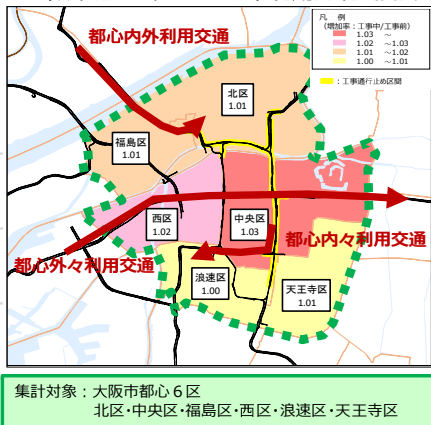 凡　例
(増加率：工事中/工事前)
1.03　～
1.02　～1.03
1.01　～1.02
1.00　～1.01
：工事通行止め区間
都心内外利用交通
北区
1.01
福島区
1.01
西区
1.02
中央区
1.03
都心内々利用交通
都心外々利用交通
浪速区
1.00
天王寺区
1.01
集計対象：大阪市都心６区
北区・中央区・福島区・西区・浪速区・天王寺区